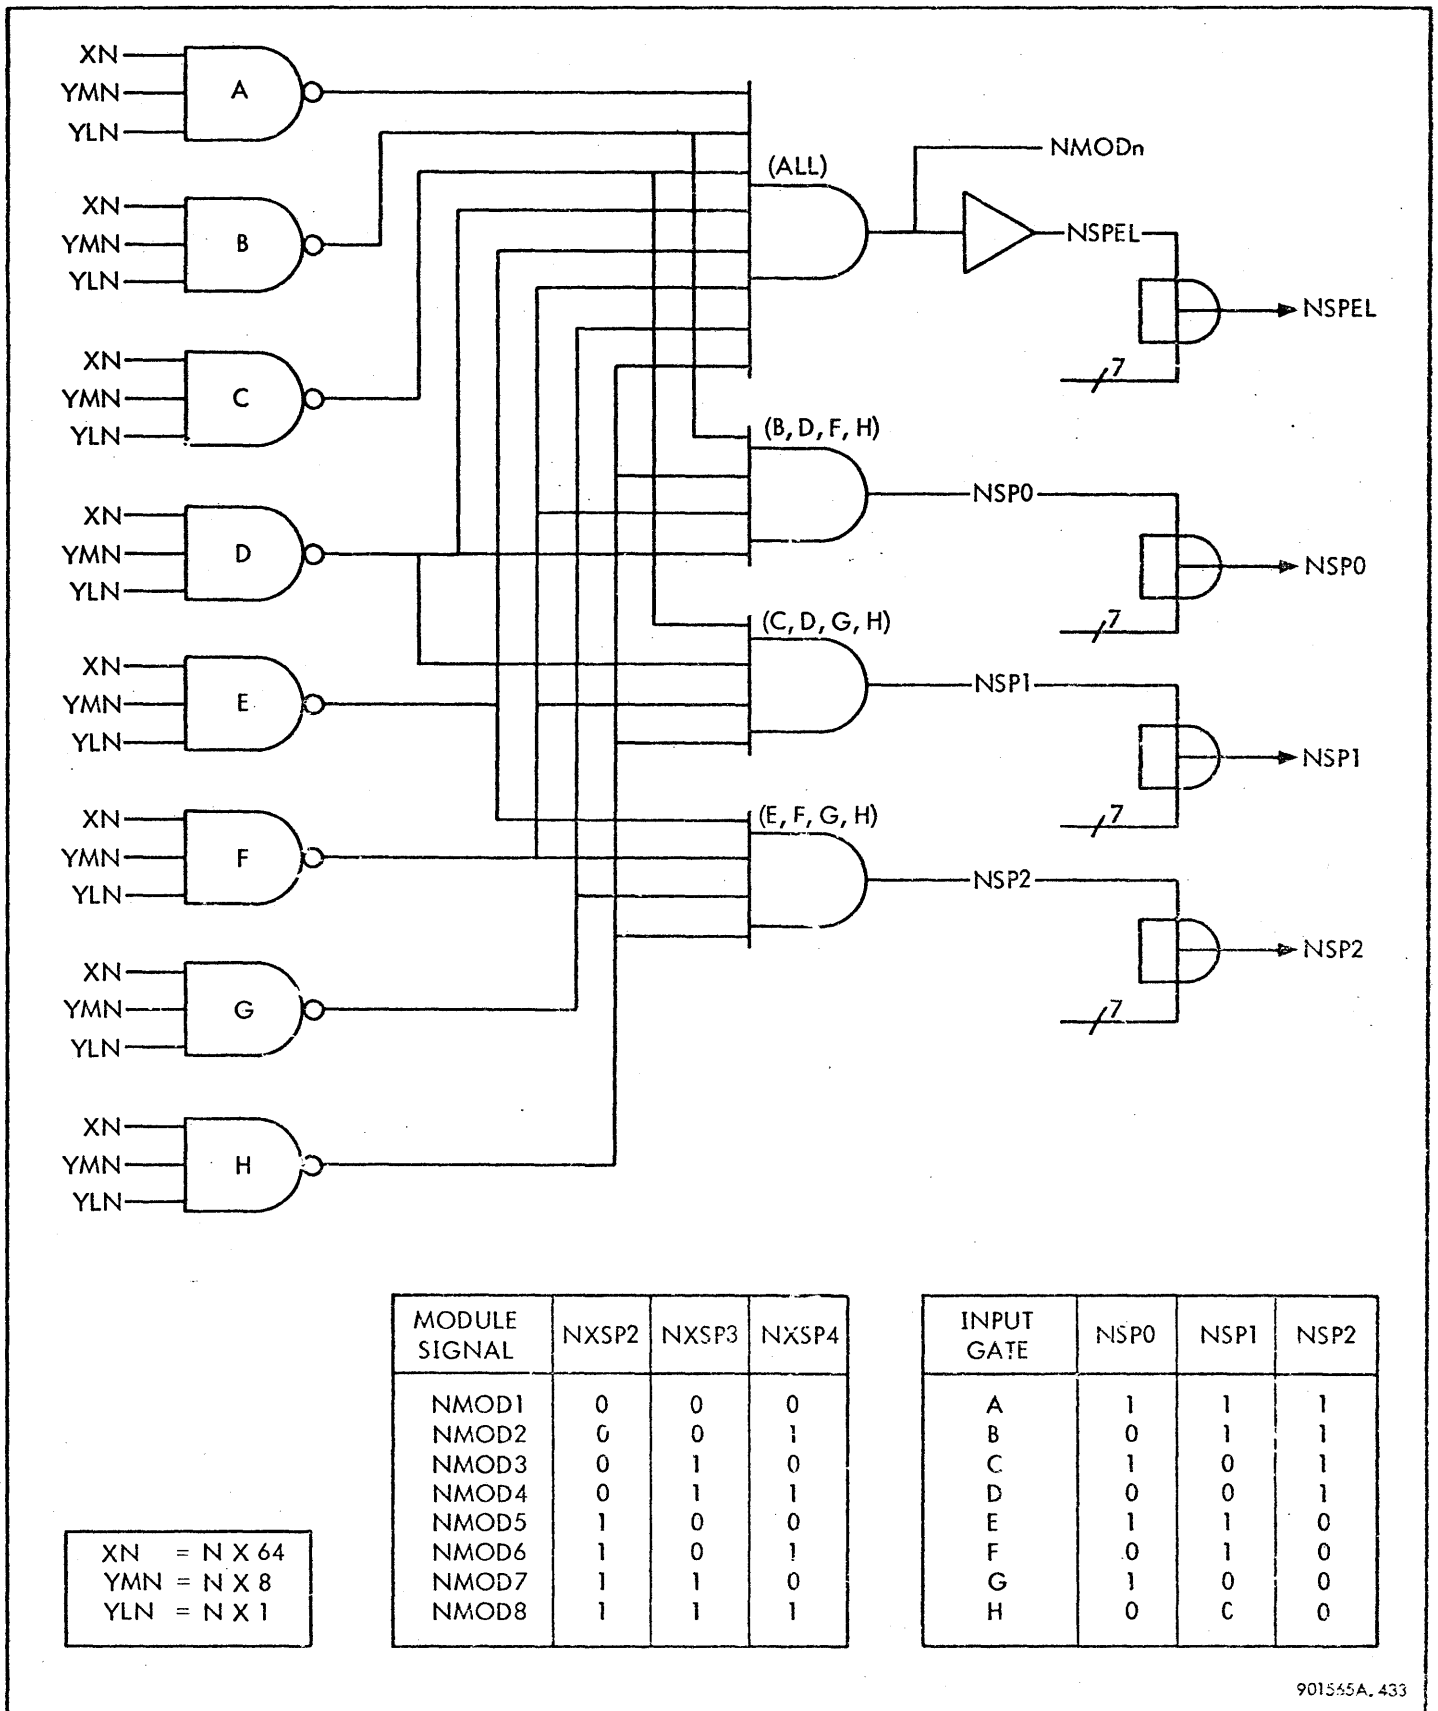 XN
YMN
YLN
A
XN
YMN
YLN
B
XN
YMN
YLN
C
XN
YMN
YLN
D
XN
YMN
YLN
E
XN
YMN
YLN
F
XN
YMN
YLN
G
XN
YMN
YLN
H
(ALL)
NMODn
NSPEL
NSPEL
7
(B, D, F, H)
NSP0
NSP0
7
(C, D, G, H)
NSP1
NSP1
7
(E, F, G, H)
NSP2
NSP2
7
XN = N X 64
YMN = N X 8
YLN = N X 1
MODULE SIGNAL NXSP2 NXSP3 NXSP4
NMOD1 0 0 0
NMOD2 0 0 1
NMOD3 0 1 0
NMOD4 0 1 1
NMOD5 1 0 0
NMOD6 1 0 1
NMOD7 1 1 0
NMOD8 1 1 1
INPUT GATE NSP0 NSP1 NSP2
A 1 1 1
B 0 1 1
C 1 0 1
D 0 0 1
E 1 1 0
F 0 1 0
G 1 0 0
H 0 0 0
901565A. 433